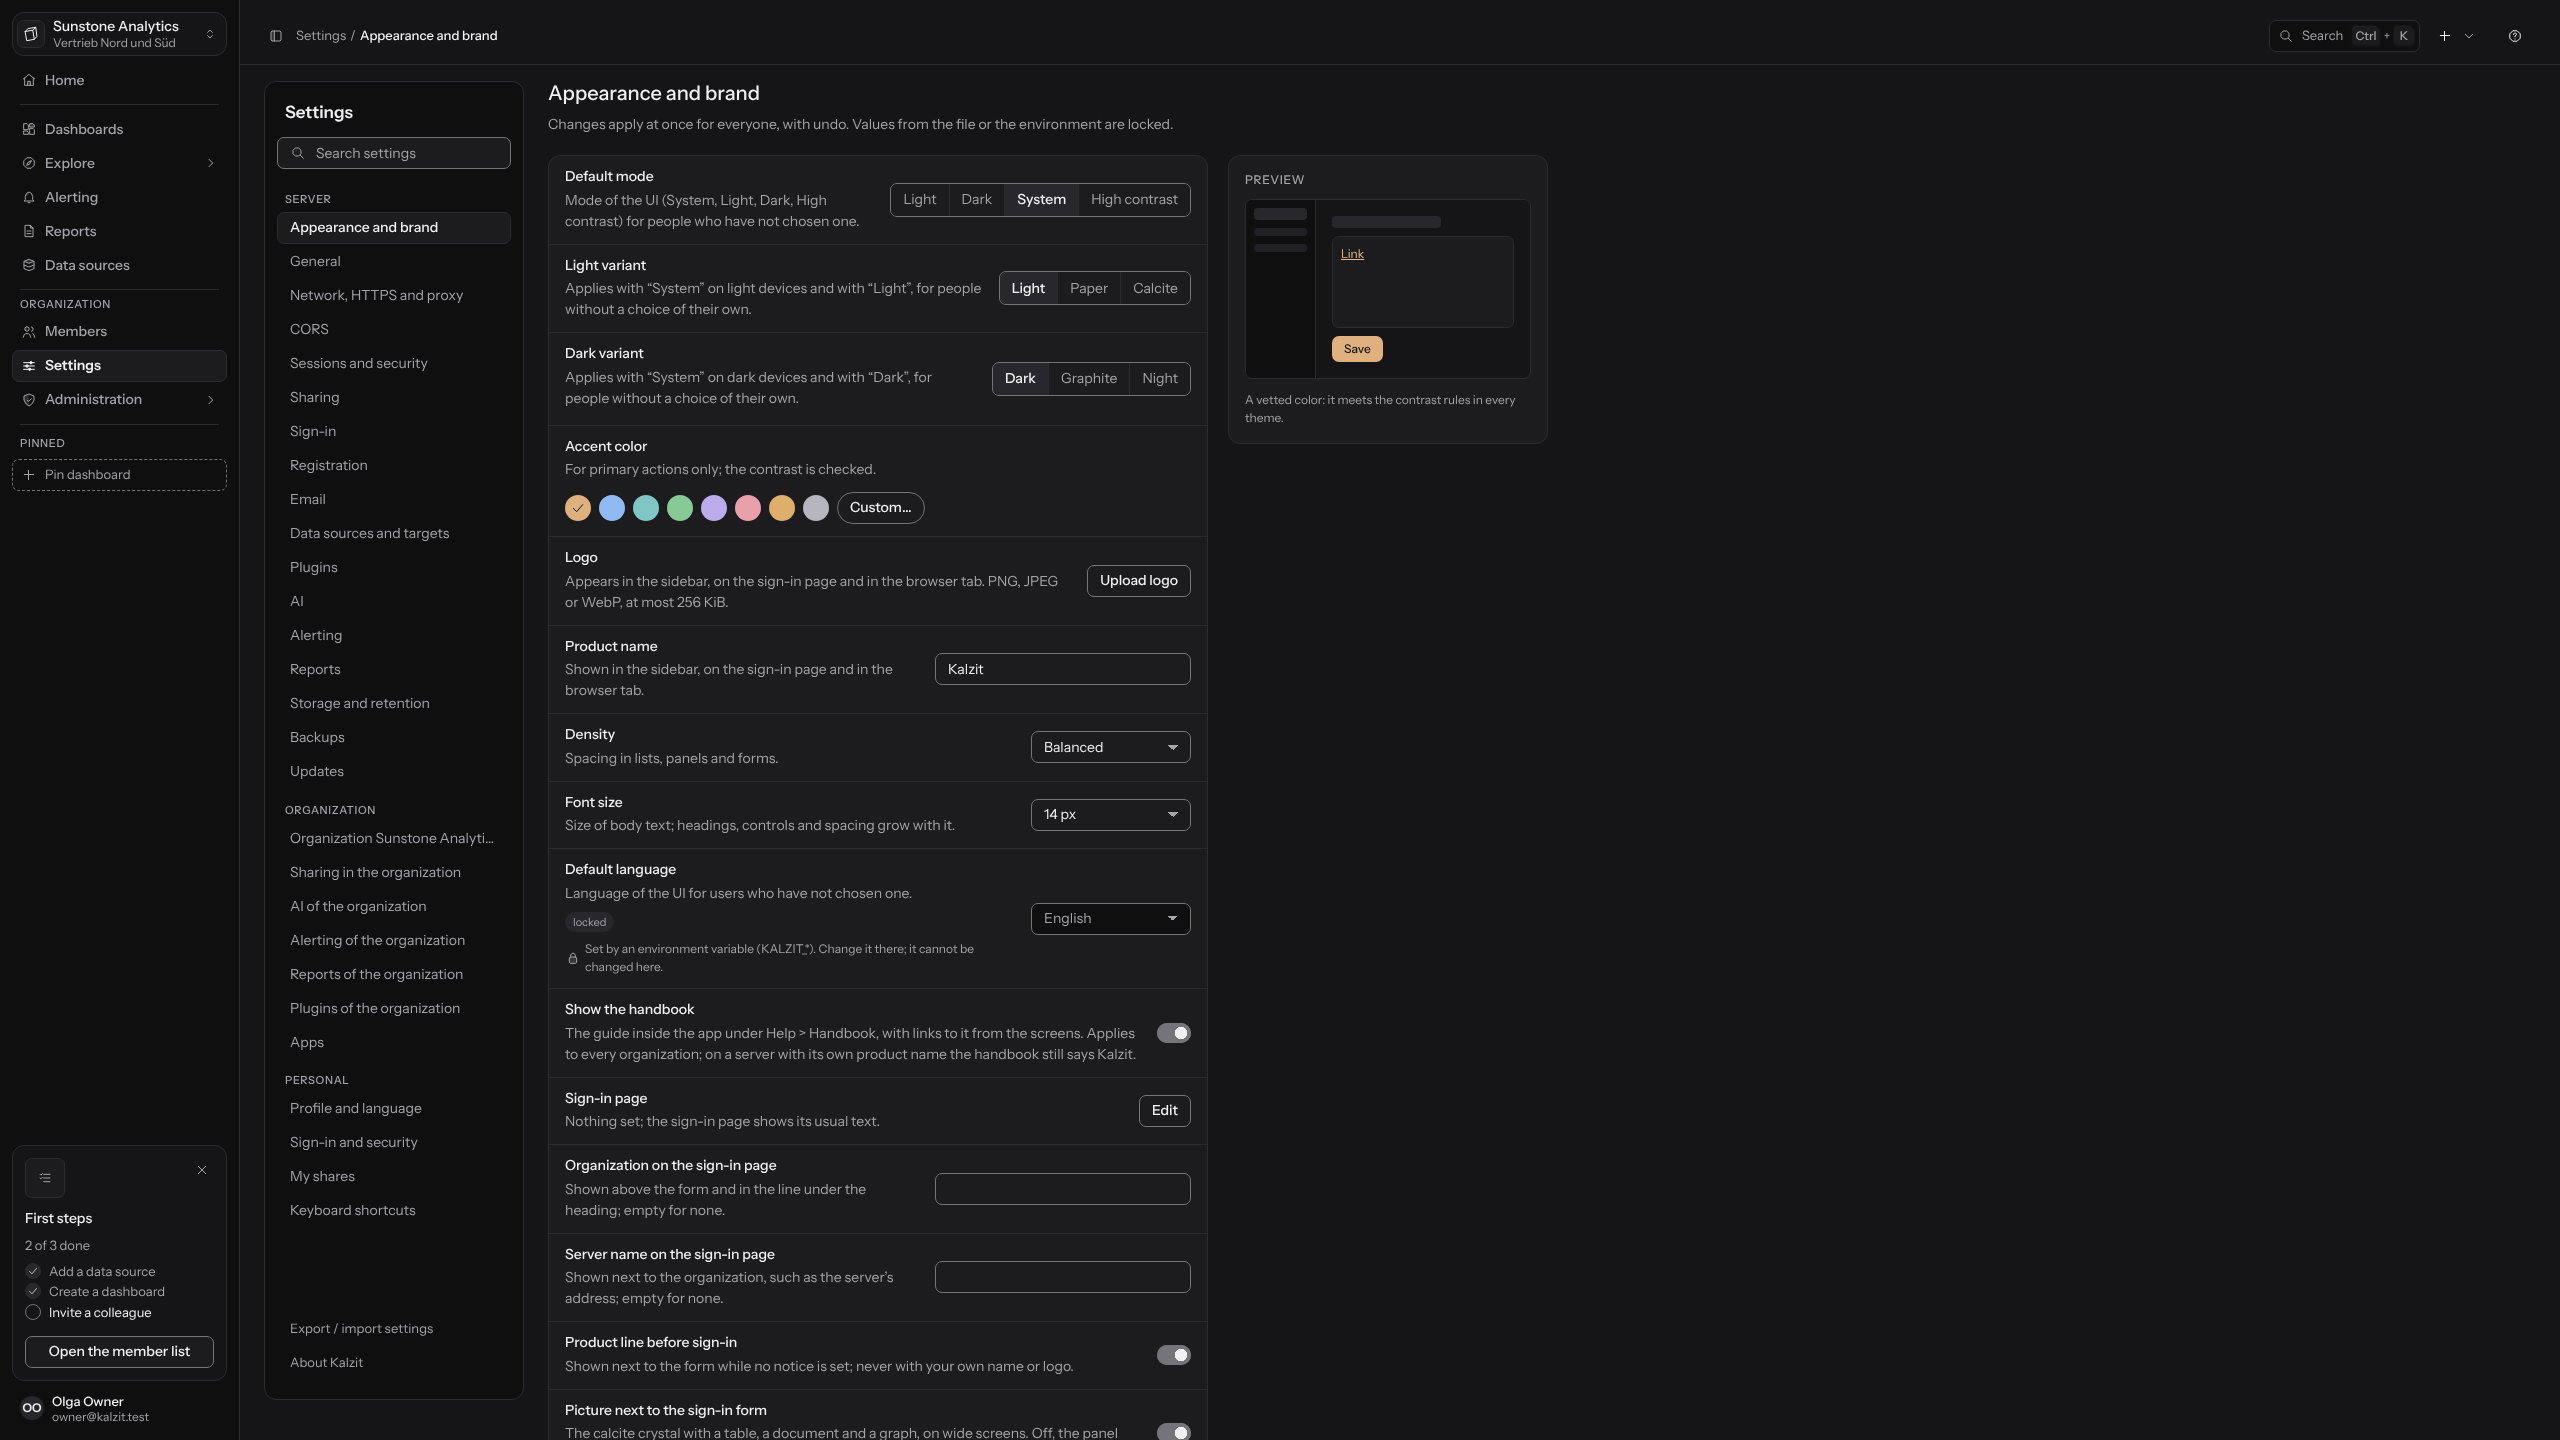 Sunstone Analytics
Vertrieb Nord und Süd
Home
Dashboards
Explore
Alerting
Reports
Data sources
ORGANIZATION
Members
Settings
Administration
PINNED
Pin dashboard
First steps
2 of 3 done
Add a data source
Create a dashboard
Invite a colleague
Open the member list
OO
Olga Owner
owner@kalzit.test
Settings / Appearance and brand
Search Ctrl + K
Settings
Search settings
SERVER
Appearance and brand
General
Network, HTTPS and proxy
CORS
Sessions and security
Sharing
Sign-in
Registration
Email
Data sources and targets
Plugins
AI
Alerting
Reports
Storage and retention
Backups
Updates
ORGANIZATION
Organization Sunstone Analyti...
Sharing in the organization
AI of the organization
Alerting of the organization
Reports of the organization
Plugins of the organization
Apps
PERSONAL
Profile and language
Sign-in and security
My shares
Keyboard shortcuts
Export / import settings
About Kalzit
Appearance and brand
Changes apply at once for everyone, with undo. Values from the file or the environment are locked.
Default mode
Mode of the UI (System, Light, Dark, High
contrast) for people who have not chosen one.
Light Dark System High contrast
Light variant
Applies with “System” on light devices and with “Light”, for people
without a choice of their own.
Light Paper Calcite
Dark variant
Applies with “System” on dark devices and with “Dark”, for
people without a choice of their own.
Dark Graphite Night
Accent color
For primary actions only; the contrast is checked.
Custom...
Logo
Appears in the sidebar, on the sign-in page and in the browser tab. PNG, JPEG
or WebP, at most 256 KiB.
Upload logo
Product name
Shown in the sidebar, on the sign-in page and in the
browser tab.
Kalzit
Density
Spacing in lists, panels and forms.
Balanced
Font size
Size of body text; headings, controls and spacing grow with it.
14 px
Default language
Language of the UI for users who have not chosen one.
locked
Set by an environment variable (KALZIT_*). Change it there; it cannot be
changed here.
English
Show the handbook
The guide inside the app under Help > Handbook, with links to it from the screens. Applies
to every organization; on a server with its own product name the handbook still says Kalzit.
Sign-in page
Nothing set; the sign-in page shows its usual text.
Edit
Organization on the sign-in page
Shown above the form and in the line under the
heading; empty for none.
Server name on the sign-in page
Shown next to the organization, such as the server’s
address; empty for none.
Product line before sign-in
Shown next to the form while no notice is set; never with your own name or logo.
Picture next to the sign-in form
The calcite crystal with a table, a document and a graph, on wide screens. Off, the panel
PREVIEW
Link
Save
A vetted color: it meets the contrast rules in every
theme.